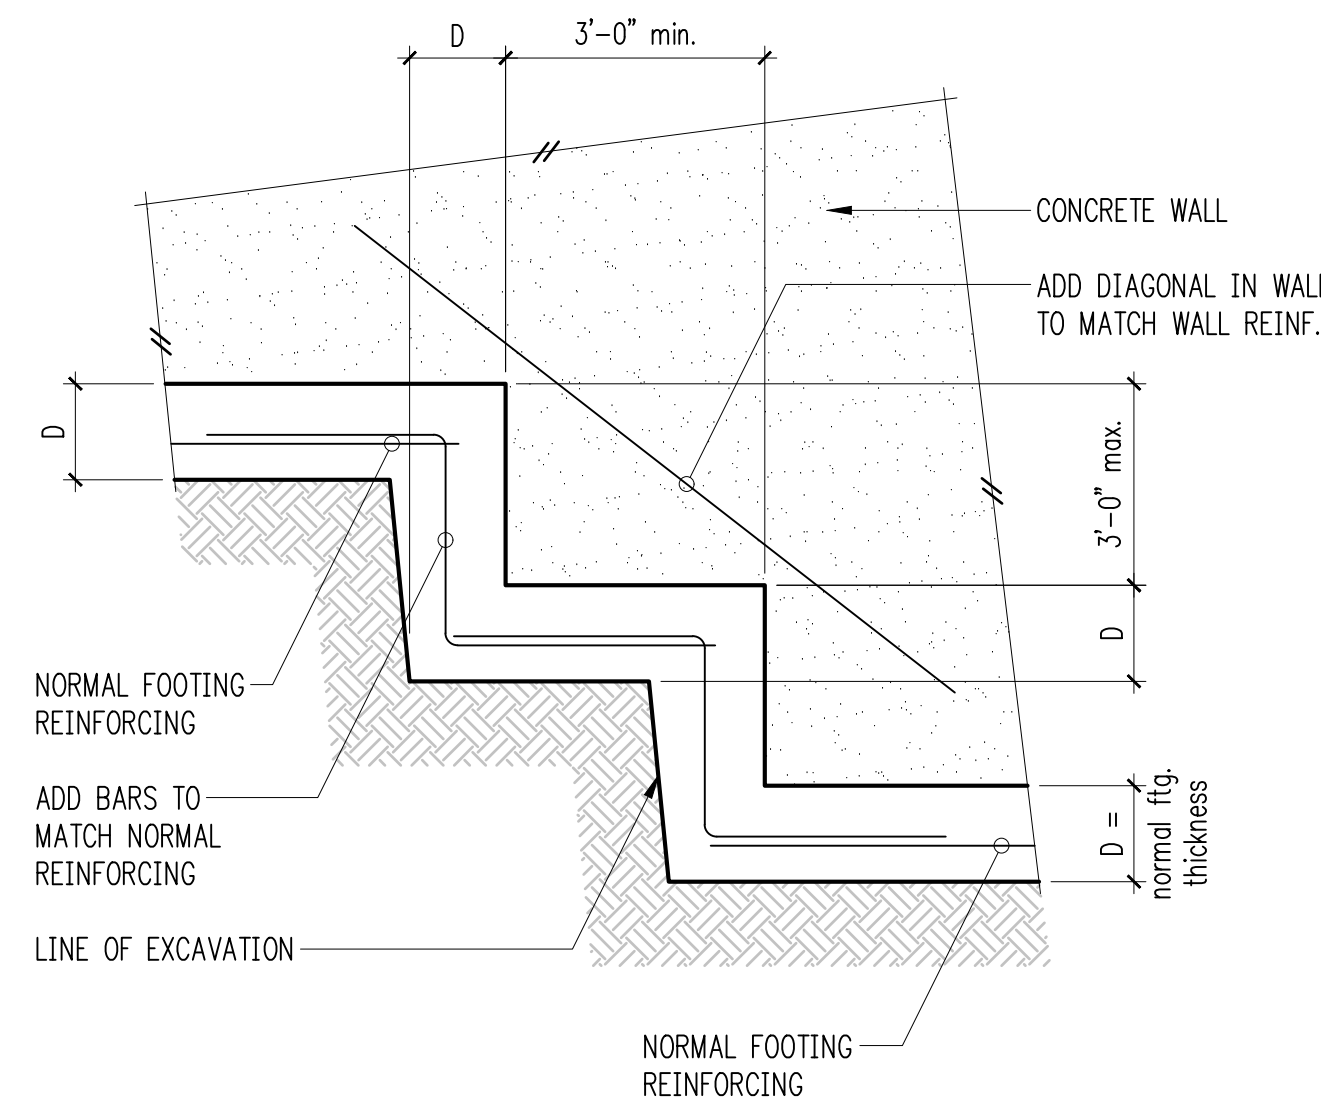 D
3'-0" min.
CONCRETE WALL
ADD DIAGONAL IN WALL
TO MATCH WALL REINF.
D
3'-0" max.
D
NORMAL FOOTING
REINFORCING
ADD BARS TO
MATCH NORMAL
REINFORCING
D =
normal ftg.
thickness
LINE OF EXCAVATION
NORMAL FOOTING
REINFORCING